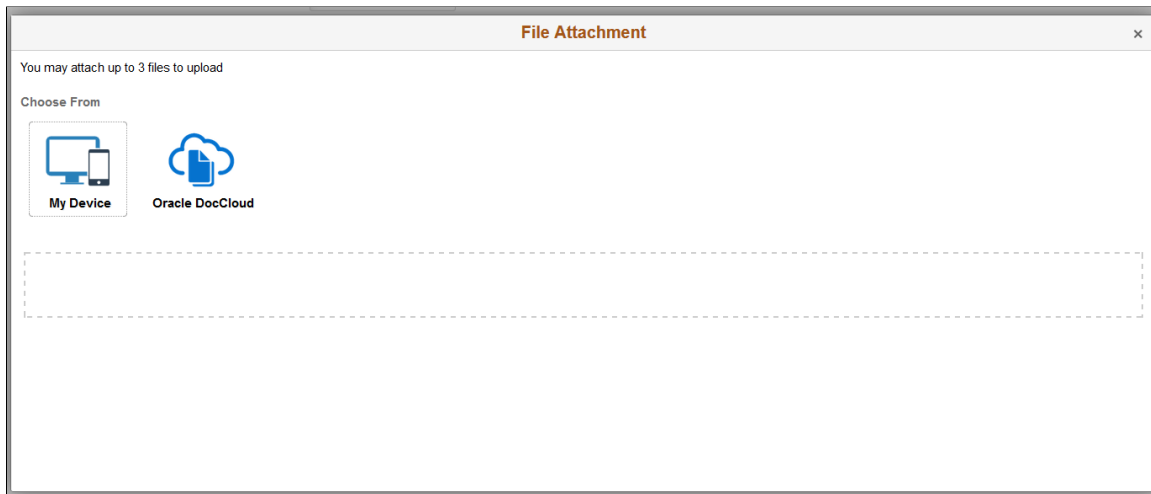 File Attachment
×
You may attach up to 3 files to upload
Choose From
My Device
Oracle DocCloud